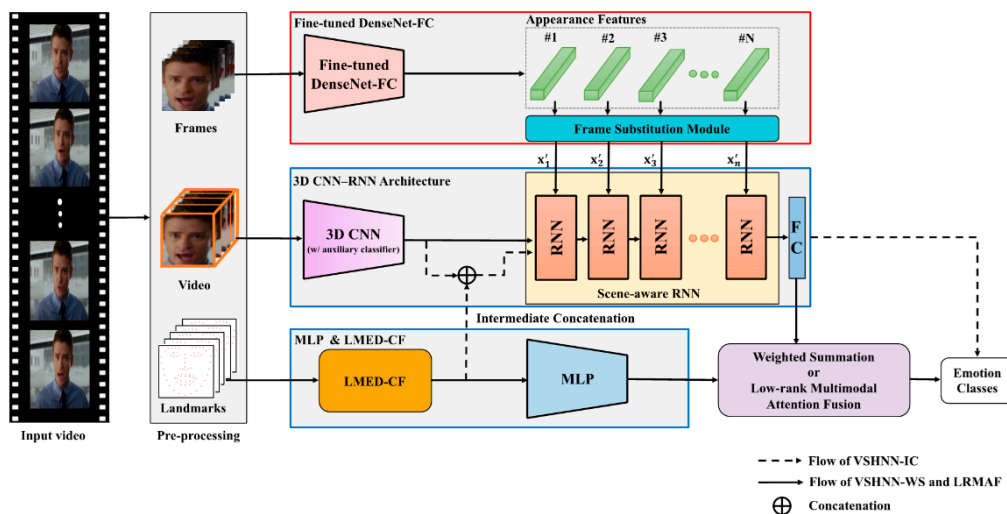 Fine-tuned DenseNet-FC
Appearance Features
#1
#2
#3
#N
Fine-tuned
DenseNet-FC
Frames
Frame Substitution Module
x′₁
x′₂
x′₃
x′ₙ
3D CNN–RNN Architecture
3D CNN
(w/ auxiliary classifier)
RNN
RNN
RNN
RNN
FC
Video
Scene-aware RNN
Intermediate Concatenation
MLP & LMED-CF
LMED-CF
MLP
Weighted Summation
or
Low-rank Multimodal
Attention Fusion
Emotion
Classes
Landmarks
Input video
Pre-processing
Flow of VSHNN-IC
Flow of VSHNN-WS and LRMAF
Concatenation